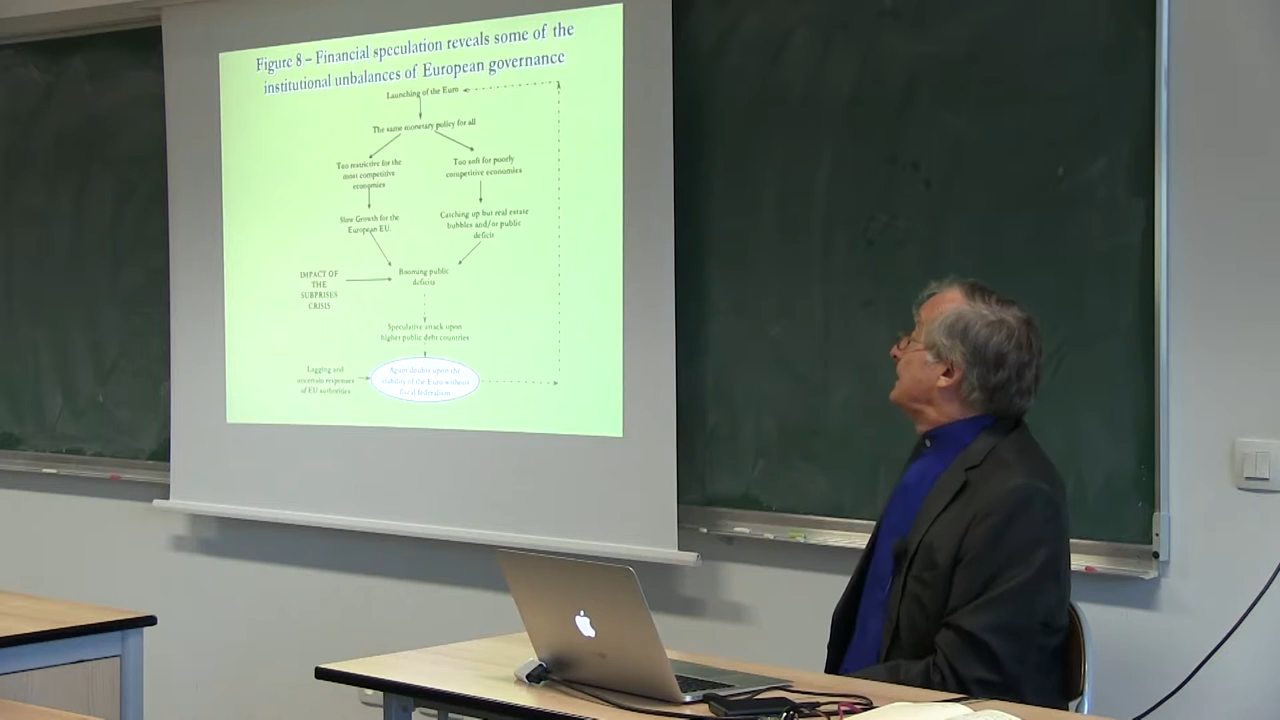 Figure 8 – Financial speculation reveals some of the
institutional unbalances of European governance
Launching of the Euro
The same monetary policy for all
Too restrictive for the
most competitive
economies
Too soft for poorly
competitive economies
Slow Growth for the
European EU.
Catching up but real estate
bubbles and/or public
deficit
IMPACT OF
THE
SUBPRISES
CRISIS
Booming public
deficits
Speculative attack upon
higher public debt countries
Lagging and
uncertain responses
of EU authorities
Again doubts upon the
stability of the Euro without
fiscal federalism